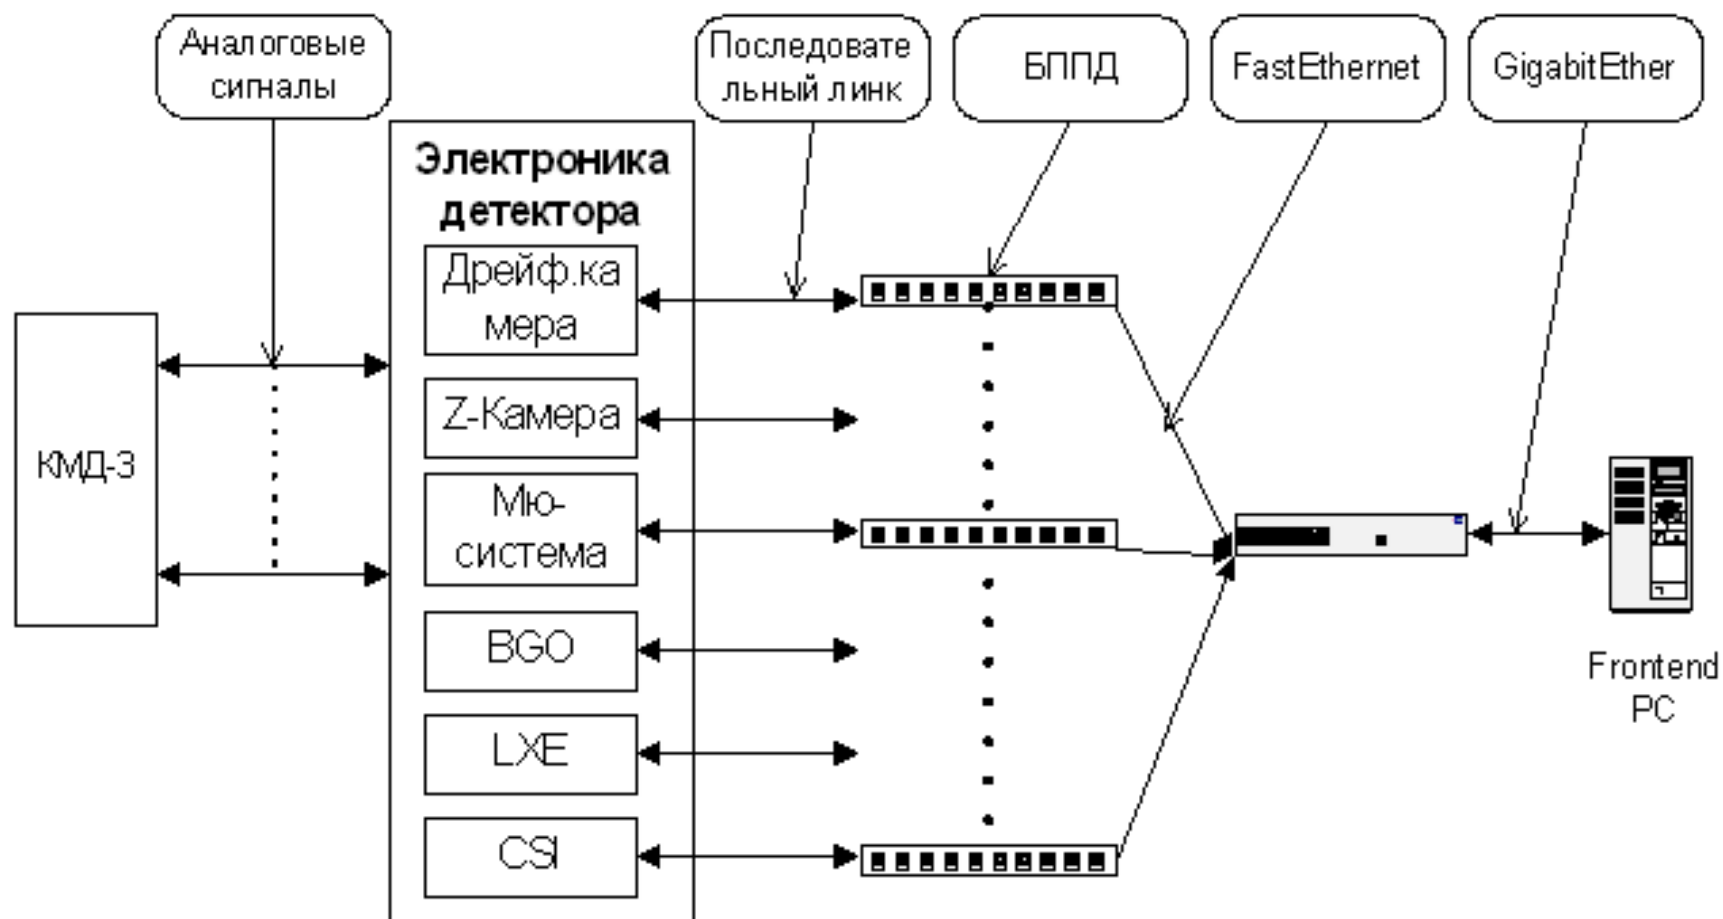 Аналоговые
сигналы
Последовате
льный линк
БППД
FastEthernet
GigabitEther
Электроника
детектора
Дрейф.ка
мера
Z-Камера
Мю-
система
BGO
LXE
CSI
КМД-3
Frontend
PC